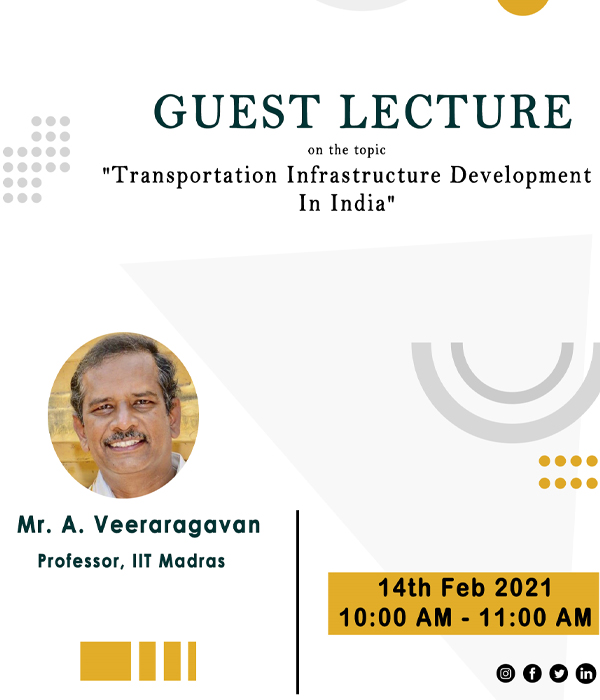 GUEST LECTURE
on the topic
"Transportation Infrastructure Development
In India"
Mr. A. Veeraragavan
Professor, IIT Madras
14th Feb 2021
10:00 AM - 11:00 AM